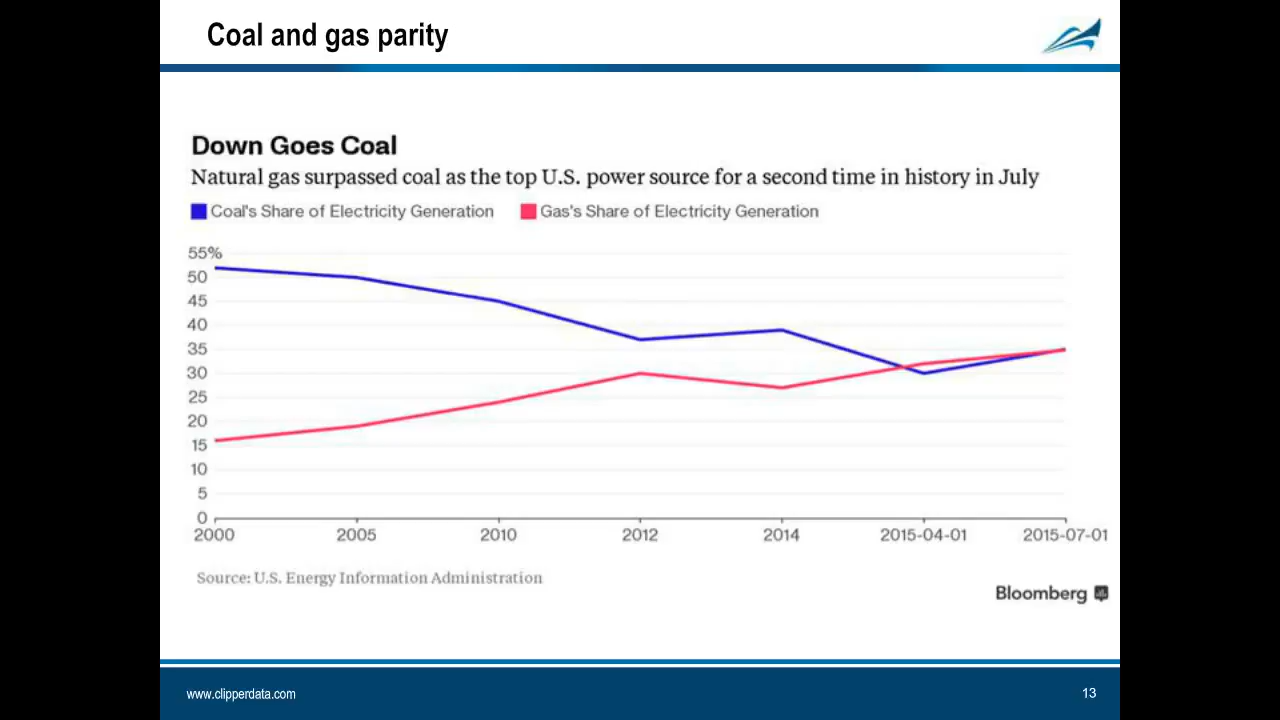 Coal and gas parity
Down Goes Coal
Natural gas surpassed coal as the top U.S. power source for a second time in history in July
Coal's Share of Electricity Generation Gas's Share of Electricity Generation
55%
50
45
40
35
30
25
20
15
10
5
0
2000 2005 2010 2012 2014 2015-04-01 2015-07-01
Source: U.S. Energy Information Administration
Bloomberg
www.clipperdata.com 13